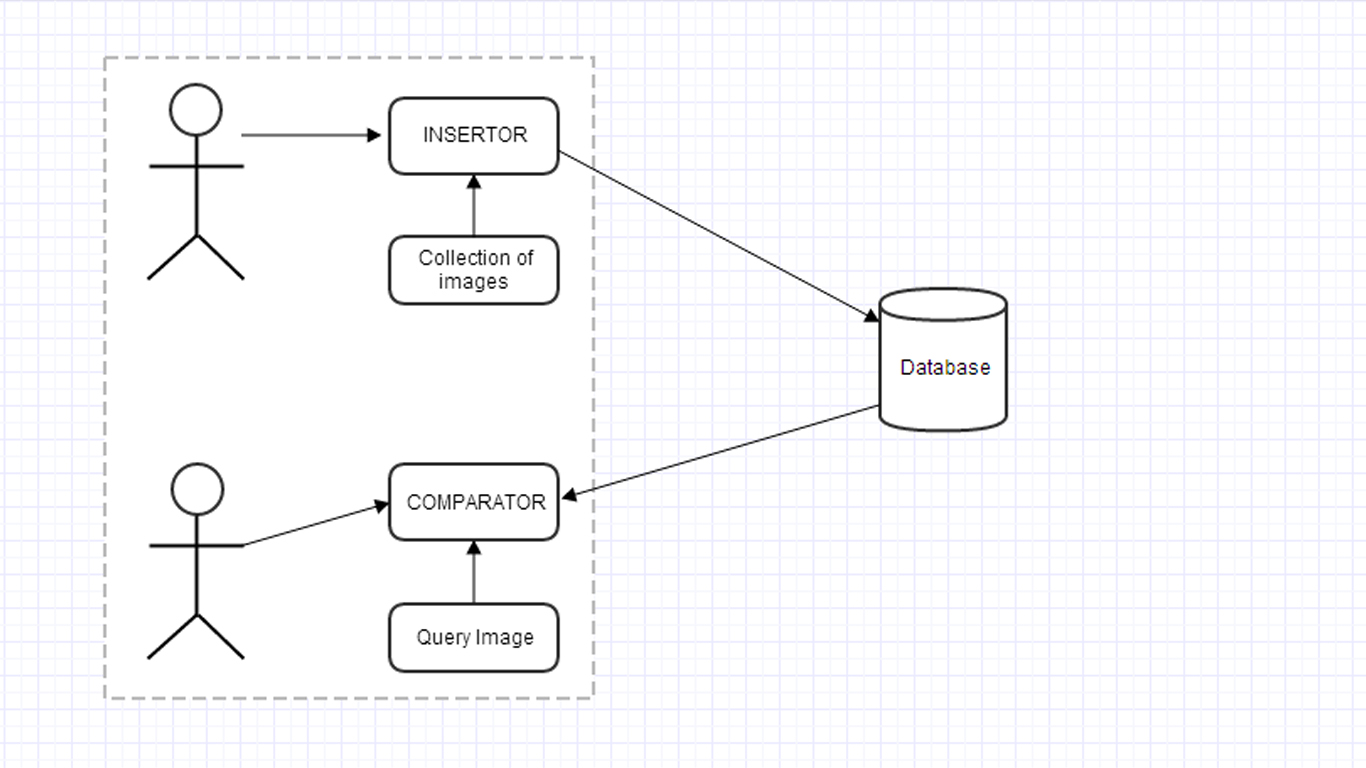 INSERTOR
Collection of
images
Database
COMPARATOR
Query Image